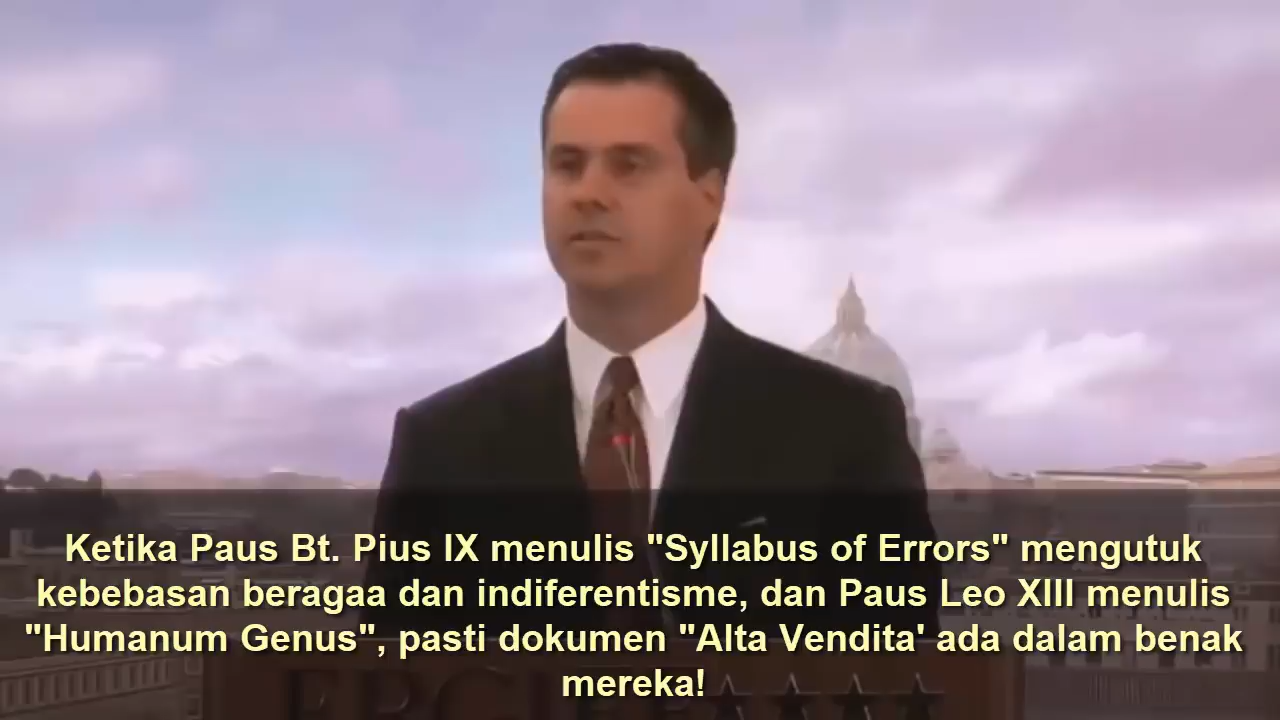 Ketika Paus Bt. Pius IX menulis "Syllabus of Errors" mengutuk
kebebasan beragaa dan indiferentisme, dan Paus Leo XIII menulis
"Humanum Genus", pasti dokumen "Alta Vendita' ada dalam benak
mereka!